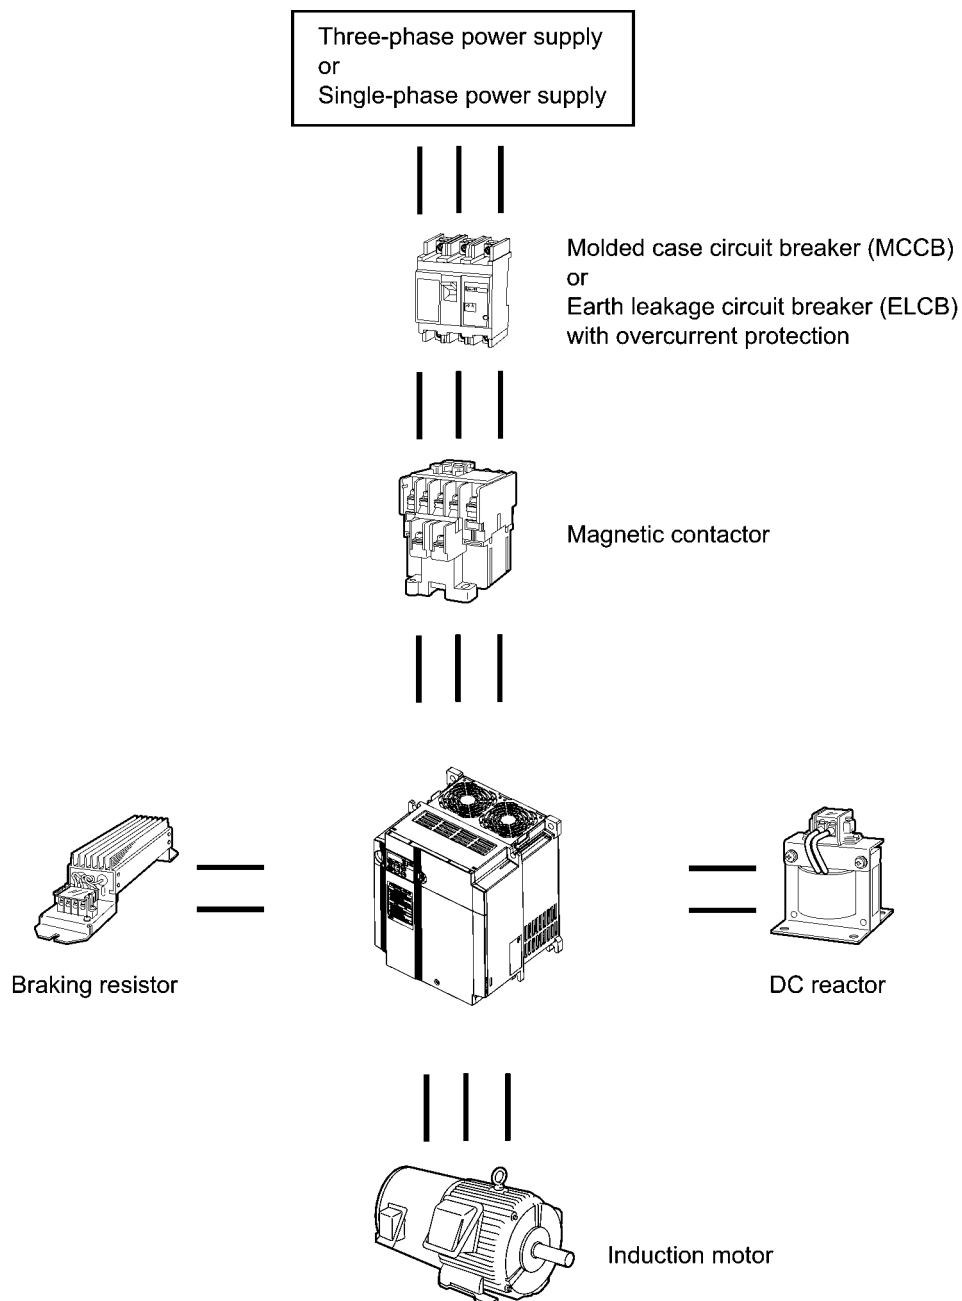 Three-phase power supply
or
Single-phase power supply
Molded case circuit breaker (MCCB)
or
Earth leakage circuit breaker (ELCB)
with overcurrent protection
Magnetic contactor
Braking resistor
DC reactor
Induction motor